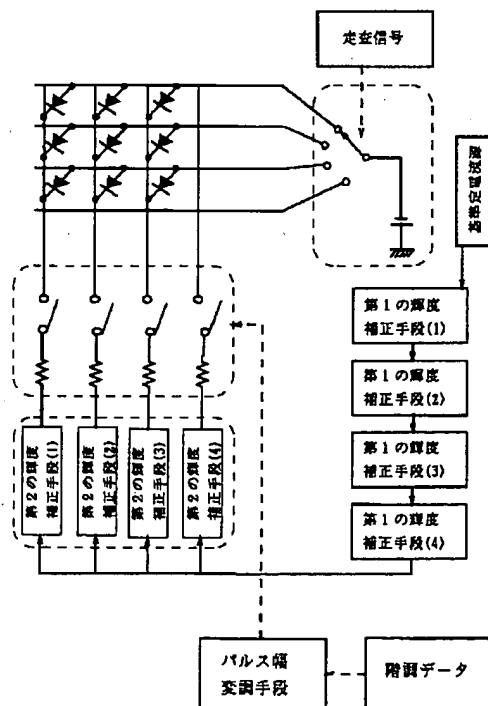 走査信号
基準定電流源
第1の輝度
補正手段(1)
第1の輝度
補正手段(2)
第1の輝度
補正手段(3)
第1の輝度
補正手段(4)
第2の輝度
補正手段(1)
第2の輝度
補正手段(2)
第2の輝度
補正手段(3)
第2の輝度
補正手段(4)
パルス幅
変調手段
階調データ